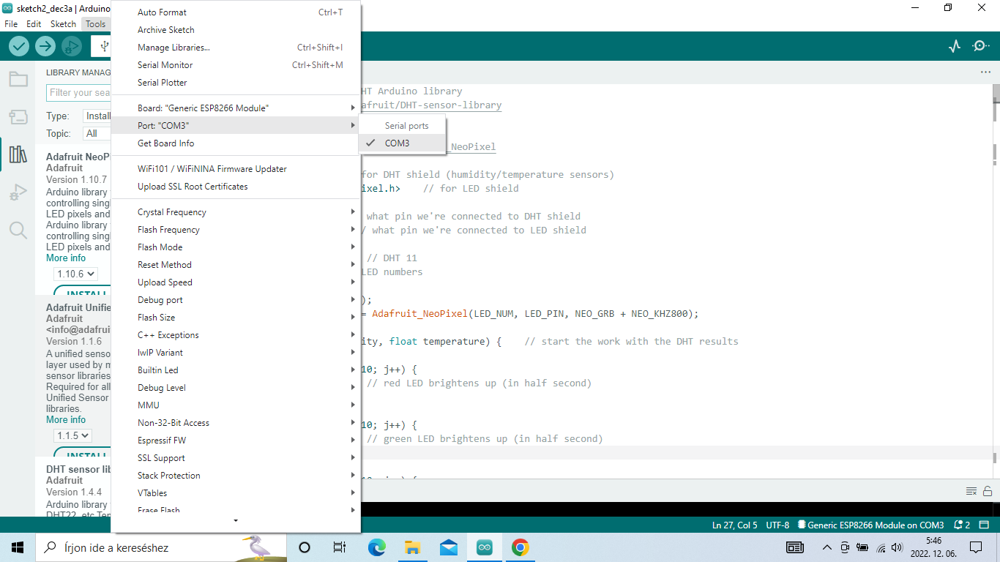 sketch2_dec3a | Arduino
File Edit Sketch Tools
LIBRARY MANAG
Filter your sea
Type: Install
Topic: All
Adafruit NeoPi
Adafruit
Version 1.10.7
Arduino library
controlling sing
LED pixels and
Arduino library
controlling sing
LED pixels and
More info
1.10.6
INSTALL
Adafruit Unifie
Adafruit
<info@adafrui
Version 1.1.6
A unified senso
layer used by m
sensor libraries
Required for all
Unified Sensor
libraries.
More info
1.1.5
INSTALL
DHT sensor lib
Adafruit
Version 1.4.4
Arduino library
DHT22, etc Tem
Auto Format Ctrl+T
Archive Sketch
Manage Libraries... Ctrl+Shift+I
Serial Monitor Ctrl+Shift+M
Serial Plotter
Board: "Generic ESP8266 Module"
Port: "COM3"
Get Board Info
WiFi101 / WiFiNINA Firmware Updater
Upload SSL Root Certificates
Crystal Frequency
Flash Frequency
Flash Mode
Reset Method
Upload Speed
Debug port
Flash Size
C++ Exceptions
lwIP Variant
Builtin Led
Debug Level
MMU
Non-32-Bit Access
Espressif FW
SSL Support
Stack Protection
VTables
Erase Flash
Serial ports
COM3
HT Arduino library
afruit/DHT-sensor-library
_NeoPixel
for DHT shield (humidity/temperature sensors)
ixel.h> // for LED shield
what pin we're connected to DHT shield
/ what pin we're connected to LED shield
// DHT 11
LED numbers
);
= Adafruit_NeoPixel(LED_NUM, LED_PIN, NEO_GRB + NEO_KHZ800);
ity, float temperature) { // start the work with the DHT results
10; j++) {
// red LED brightens up (in half second)
10; j++) {
// green LED brightens up (in half second)
Ln 27, Col 5 UTF-8 Generic ESP8266 Module on COM3 2
Írjon ide a kereséshez
5:46
2022. 12. 06.